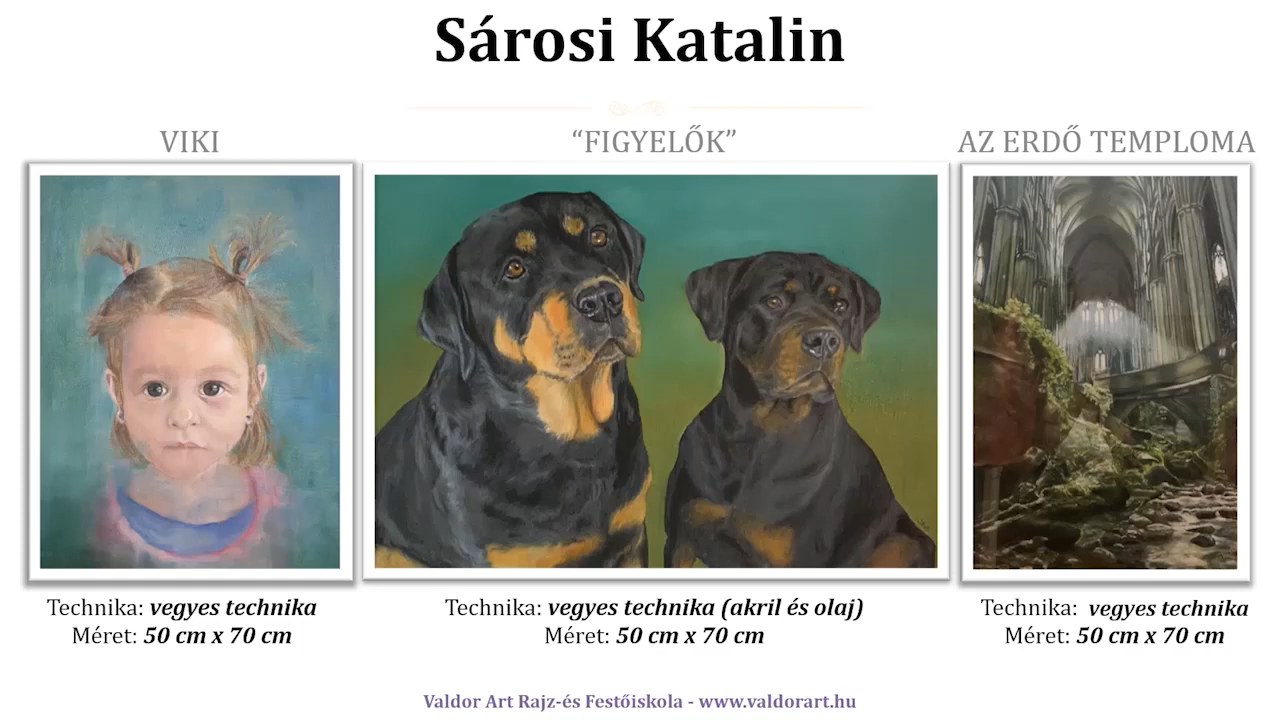 Sárosi Katalin
VIKI
“FIGYELŐK”
AZ ERDŐ TEMPLOMA
Technika: vegyes technika
Méret: 50 cm x 70 cm
Technika: vegyes technika (akril és olaj)
Méret: 50 cm x 70 cm
Technika: vegyes technika
Méret: 50 cm x 70 cm
Valdor Art Rajz-és Festőiskola - www.valdorart.hu